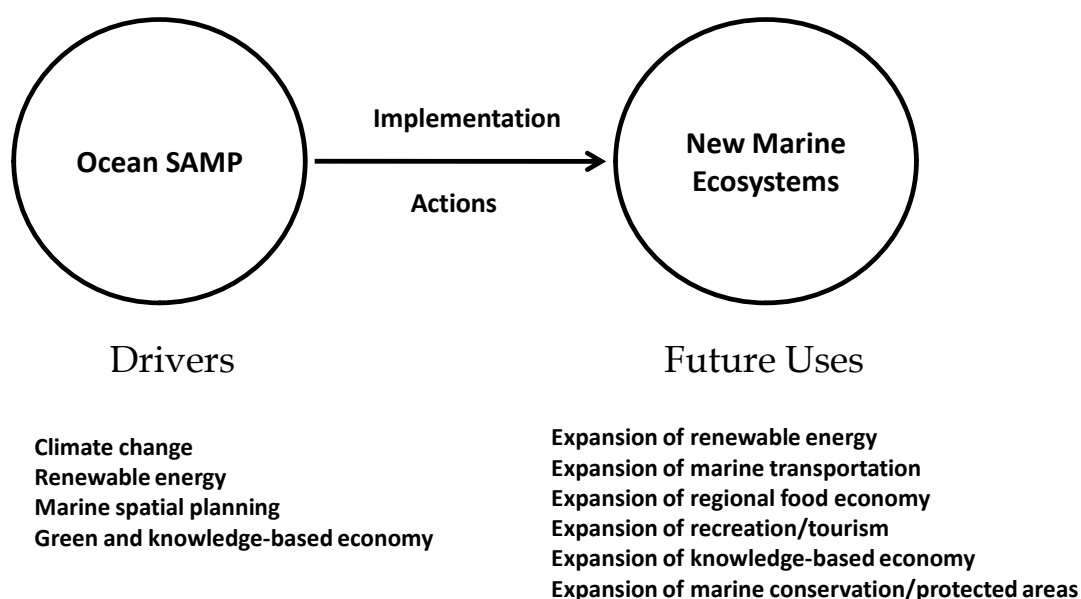 Ocean SAMP
Implementation
Actions
New Marine
Ecosystems
Drivers
Climate change
Renewable energy
Marine spatial planning
Green and knowledge-based economy
Future Uses
Expansion of renewable energy
Expansion of marine transportation
Expansion of regional food economy
Expansion of recreation/tourism
Expansion of knowledge-based economy
Expansion of marine conservation/protected areas